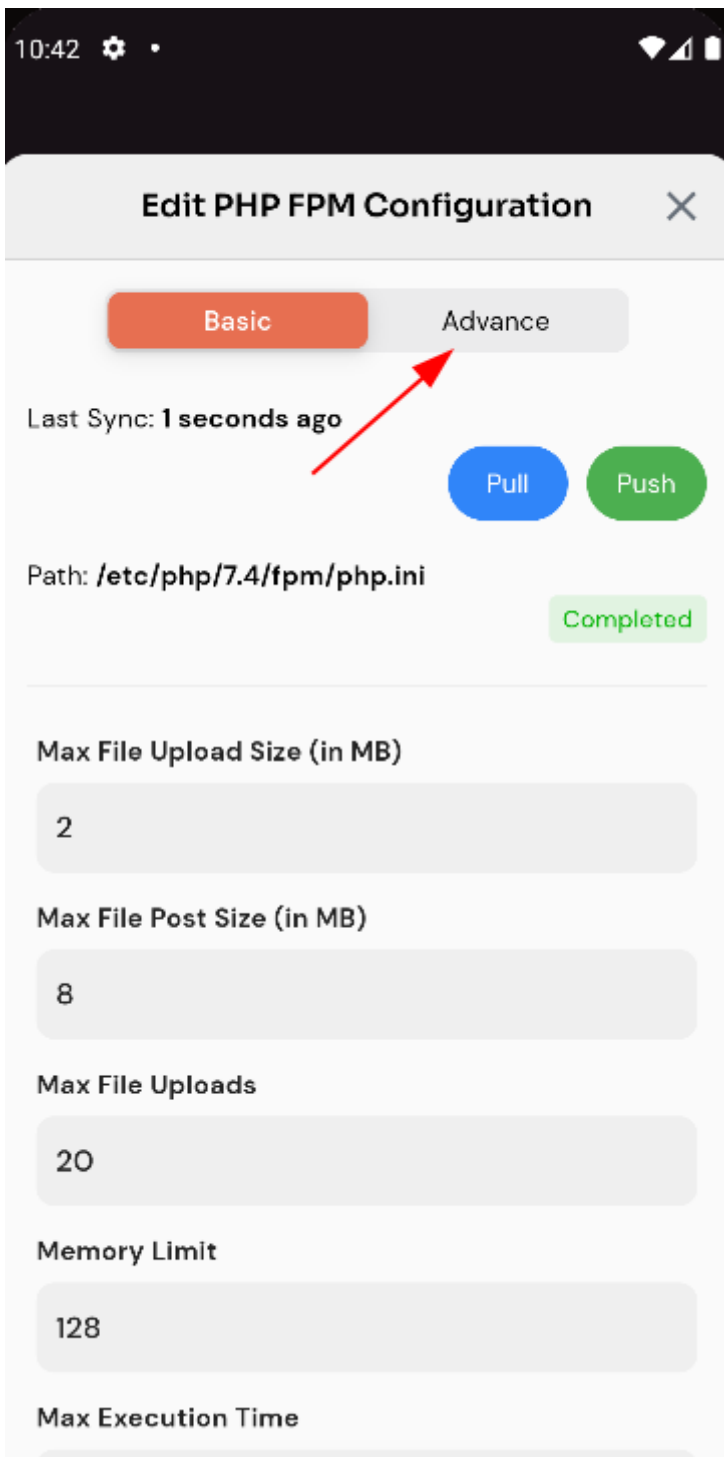 10:42
Edit PHP FPM Configuration
Basic Advance
Last Sync: 1 seconds ago
Pull Push
Path: /etc/php/7.4/fpm/php.ini
Completed
Max File Upload Size (in MB)
2
Max File Post Size (in MB)
8
Max File Uploads
20
Memory Limit
128
Max Execution Time